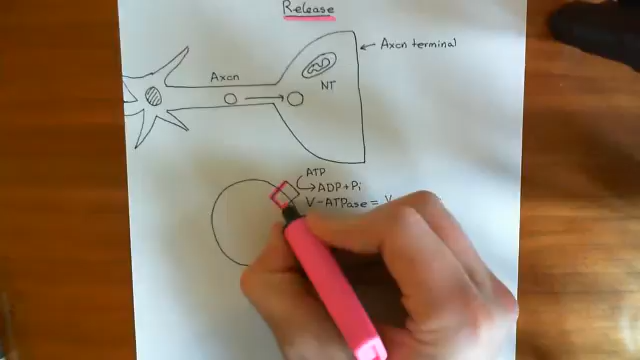 Release
Axon terminal
Axon
NT
ATP
ADP+Pi
V-ATPase = V